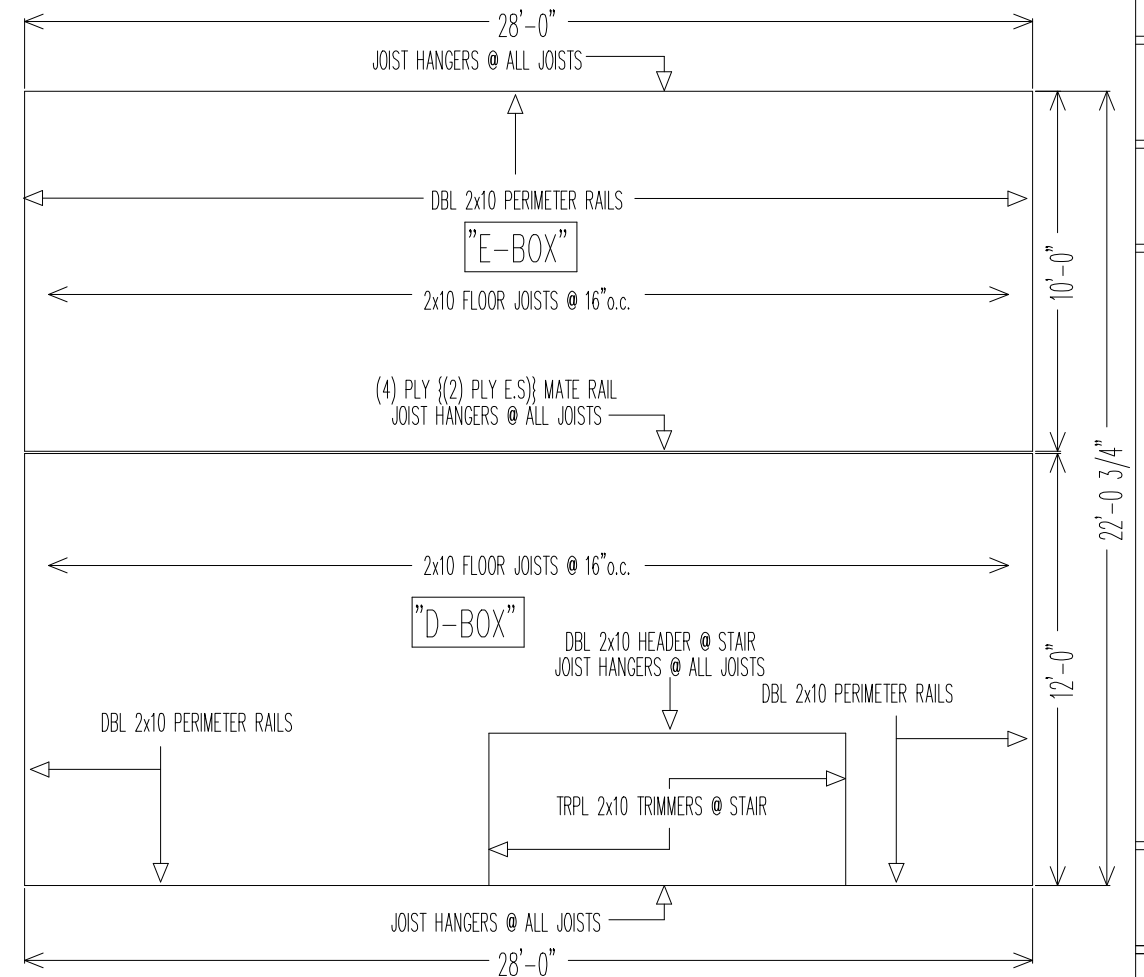 28'-0"
JOIST HANGERS @ ALL JOISTS
DBL 2x10 PERIMETER RAILS
"E-BOX"
2x10 FLOOR JOISTS @ 16"o.c.
10'-0"
(4) PLY {(2) PLY E.S)} MATE RAIL
JOIST HANGERS @ ALL JOISTS
22'-0 3/4"
2x10 FLOOR JOISTS @ 16"o.c.
"D-BOX"
DBL 2x10 HEADER @ STAIR
JOIST HANGERS @ ALL JOISTS
12'-0"
DBL 2x10 PERIMETER RAILS
DBL 2x10 PERIMETER RAILS
TRPL 2x10 TRIMMERS @ STAIR
JOIST HANGERS @ ALL JOISTS
28'-0"